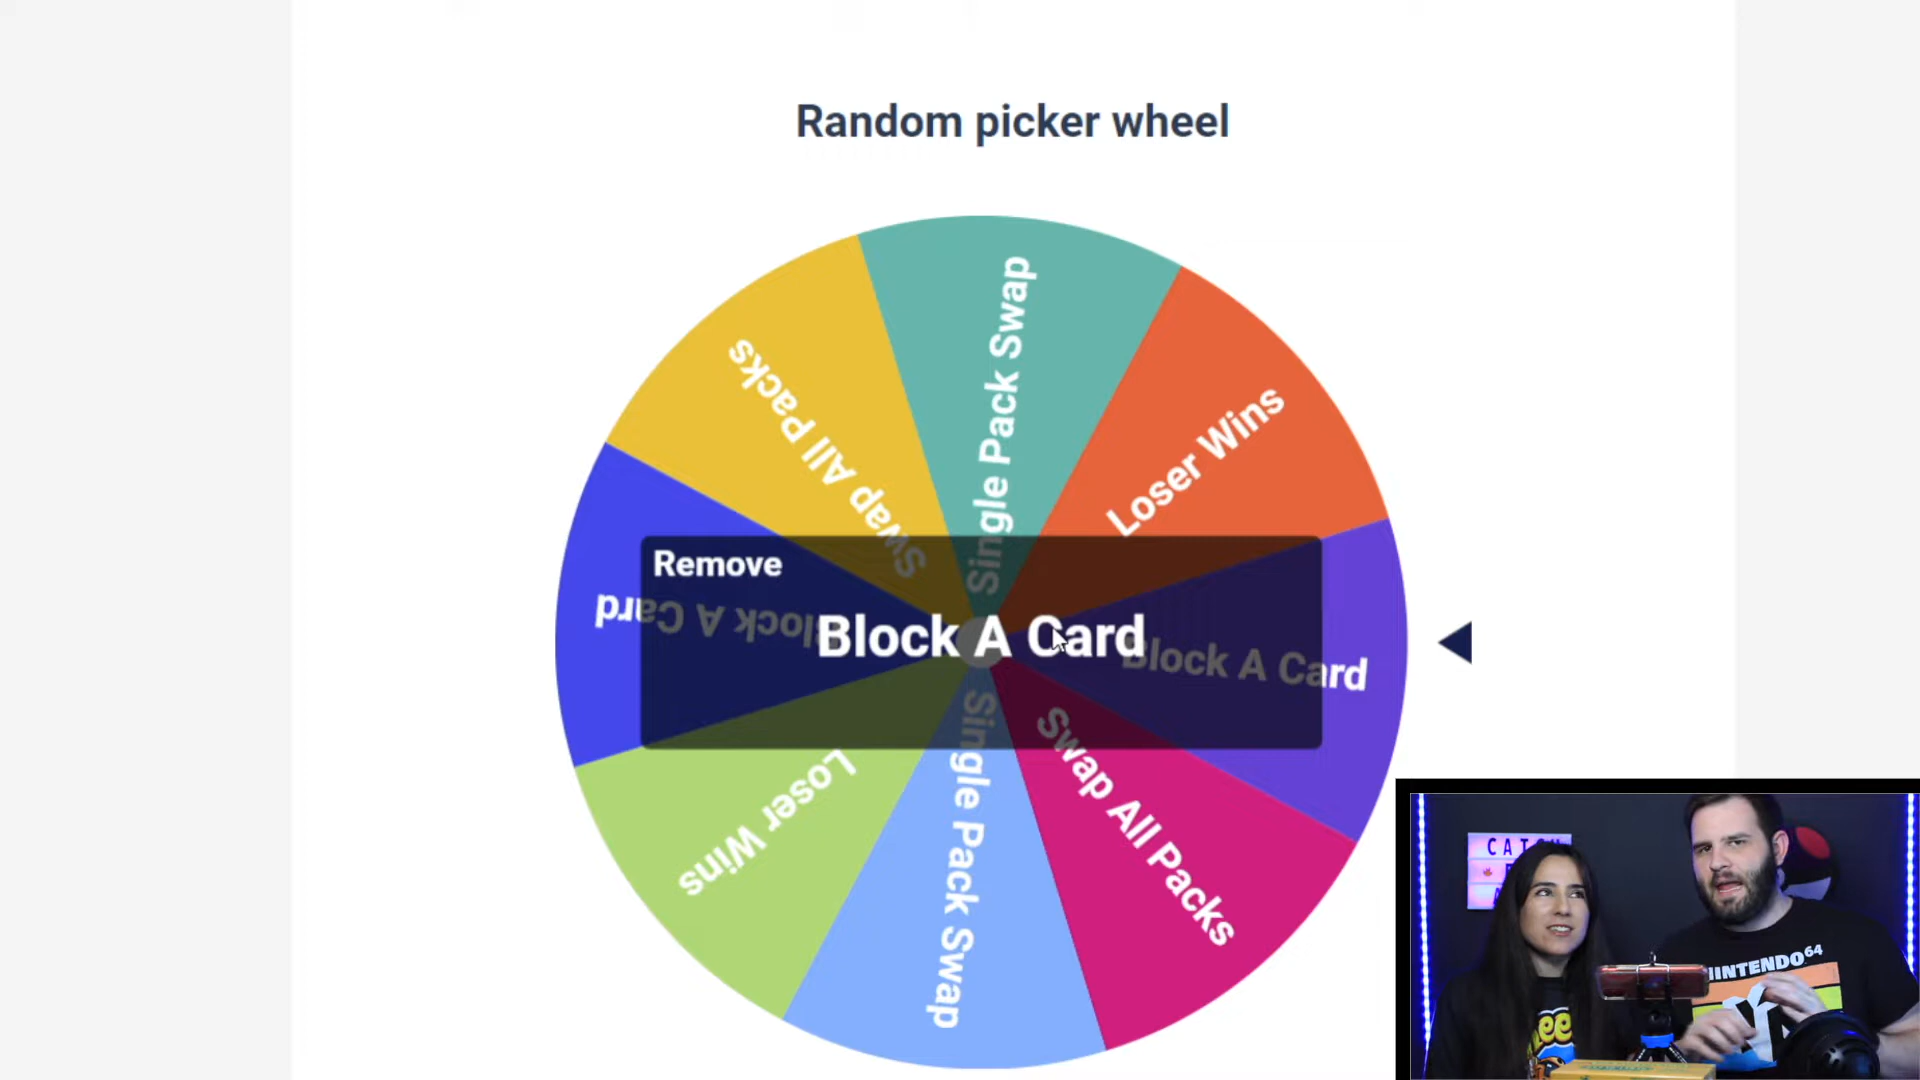 Random picker wheel
Single Pack Swap
Loser Wins
Swap All Packs
Remove
Block A Card
Block A Card
Block A Card
Swap All Packs
Single Pack Swap
Loser Wins
NINTENDO64